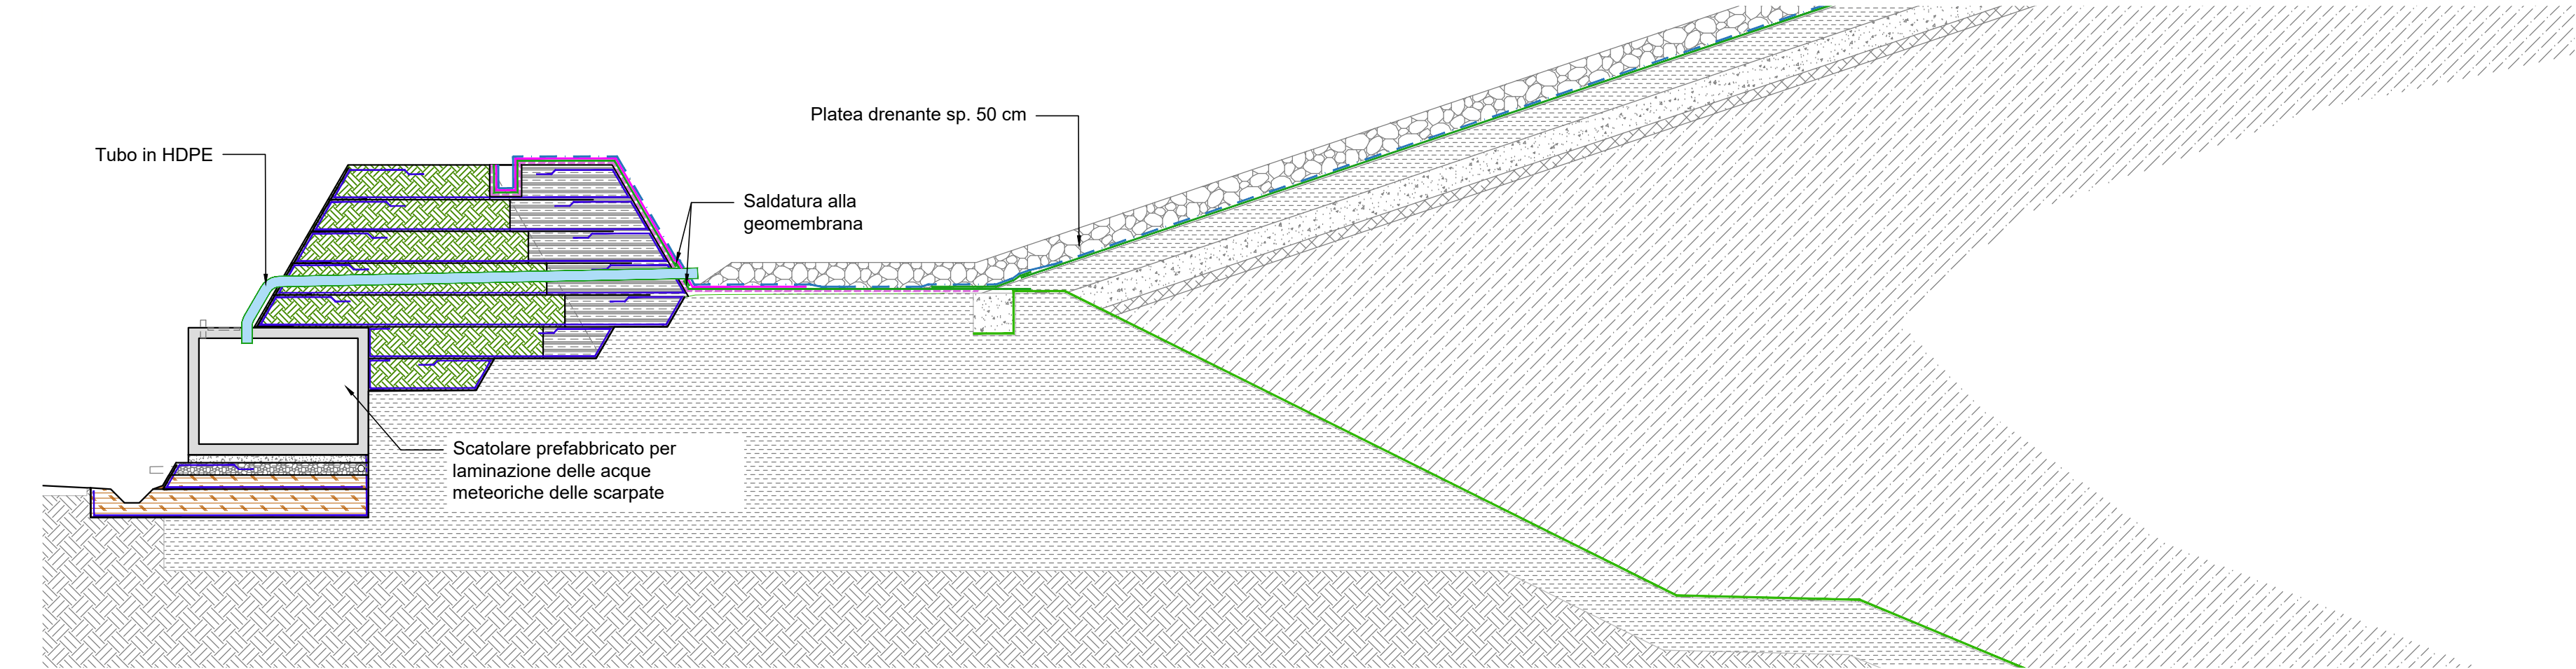 Platea drenante sp. 50 cm
Tubo in HDPE
Saldatura alla
geomembrana
Scatolare prefabbricato per
laminazione delle acque
meteoriche delle scarpate